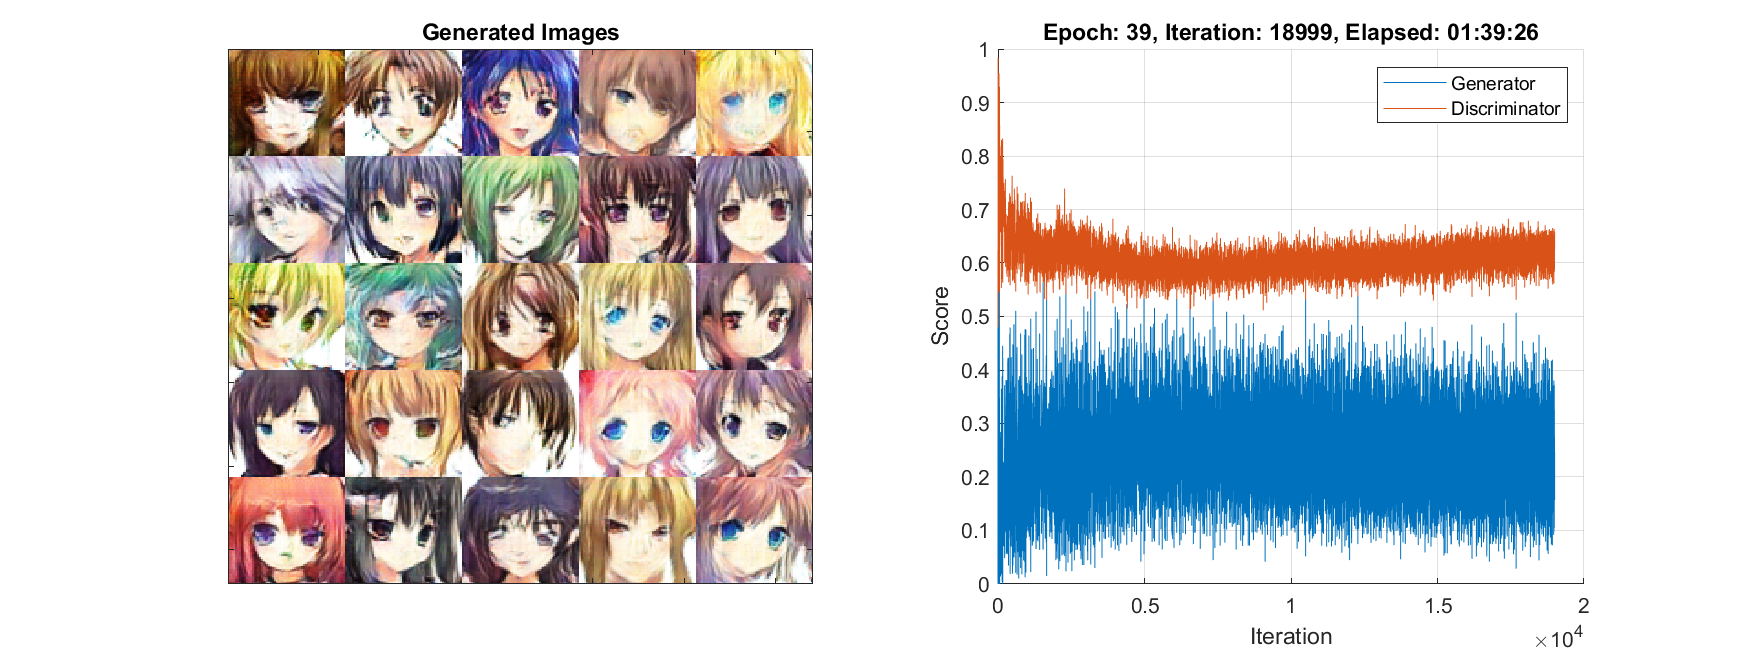 Generated Images
Epoch: 39, Iteration: 18999, Elapsed: 01:39:26
Generator
Discriminator
1
0.9
0.8
0.7
0.6
0.5
0.4
0.3
0.2
0.1
0
Score
0 0.5 1 1.5 2
Iteration
×10⁴